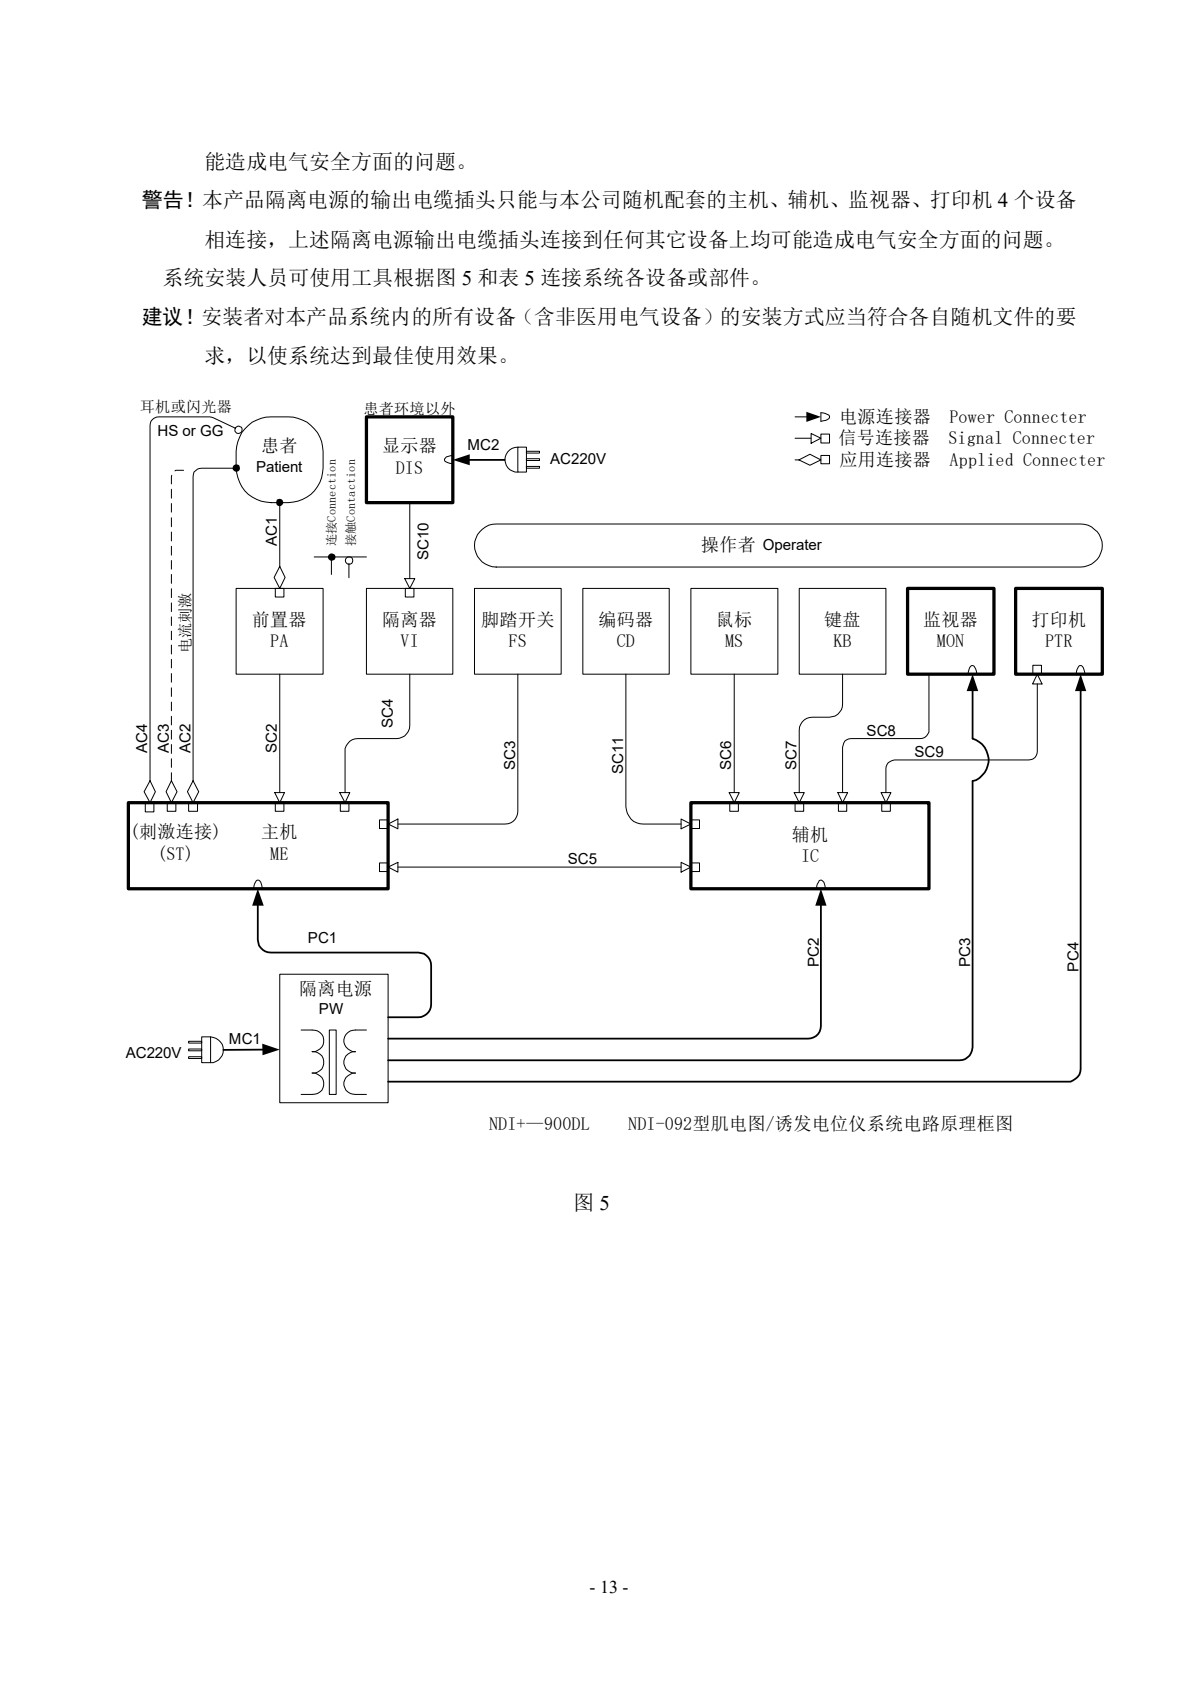 能造成电气安全方面的问题。
警告！本产品隔离电源的输出电缆插头只能与本公司随机配套的主机、辅机、监视器、打印机 4 个设备
相连接，上述隔离电源输出电缆插头连接到任何其它设备上均可能造成电气安全方面的问题。
系统安装人员可使用工具根据图 5 和表 5 连接系统各设备或部件。
建议！安装者对本产品系统内的所有设备（含非医用电气设备）的安装方式应当符合各自随机文件的要
求，以使系统达到最佳使用效果。
耳机或闪光器
HS or GG
患者
Patient
患者环境以外
显示器
DIS
MC2
AC220V
电源连接器 Power Connecter
信号连接器 Signal Connecter
应用连接器 Applied Connecter
连接Connection
接触Contaction
AC1
SC10
操作者 Operater
电流刺激
前置器
PA
隔离器
VI
脚踏开关
FS
编码器
CD
鼠标
MS
键盘
KB
监视器
MON
打印机
PTR
AC4
AC3
AC2
SC2
SC4
SC3
SC11
SC6
SC7
SC8
SC9
(刺激连接)
(ST)
主机
ME
SC5
辅机
IC
PC1
PC2
PC3
PC4
隔离电源
PW
AC220V
MC1
NDI+—900DL NDI-092型肌电图/诱发电位仪系统电路原理框图
图 5
- 13 -